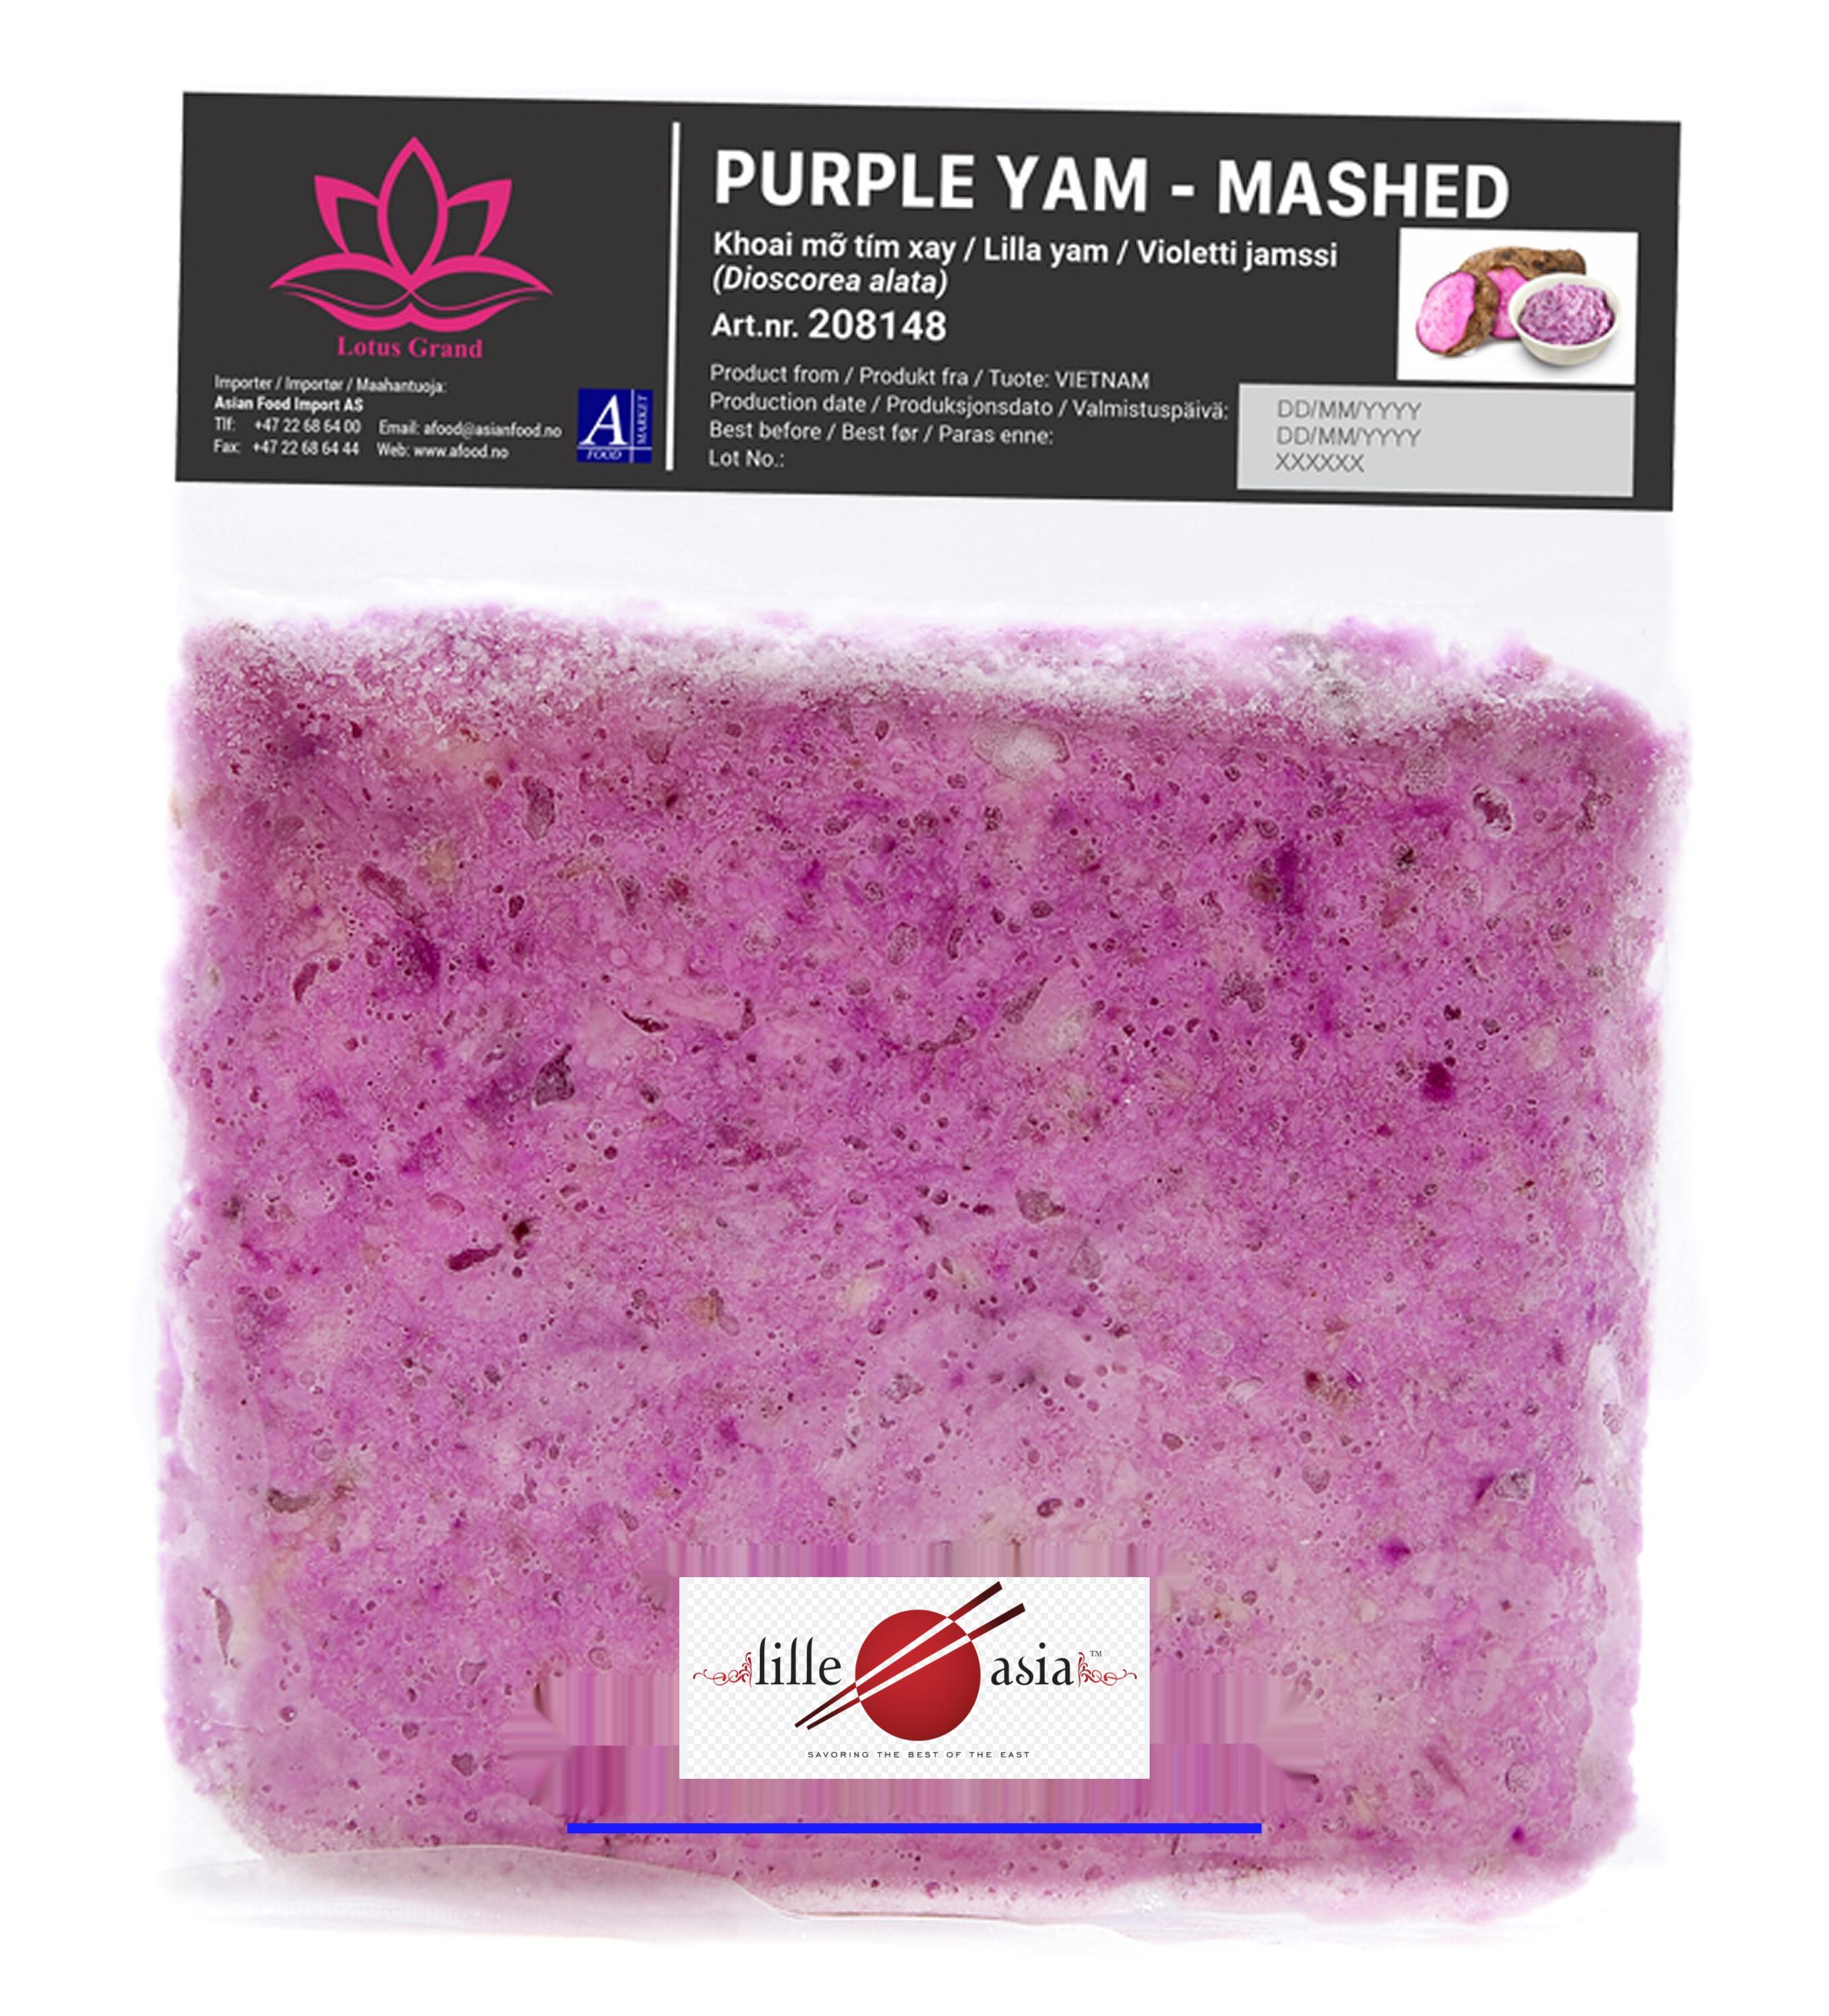 Lotus Grand
Importer / Importør / Maahantuoja:
Asian Food Import AS
Tlf: +47 22 68 64 00 Email: afood@asianfood.no
Fax: +47 22 68 64 44 Web: www.afood.no
A
FOOD
MARKET
PURPLE YAM - MASHED
Khoai mỡ tím xay / Lilla yam / Violetti jamssi
(Dioscorea alata)
Art.nr. 208148
Product from / Produkt fra / Tuote: VIETNAM
Production date / Produksjonsdato / Valmistuspäivä: DD/MM/YYYY
Best before / Best før / Paras enne: DD/MM/YYYY
Lot No.: XXXXXX
lille asia™
SAVORING THE BEST OF THE EAST